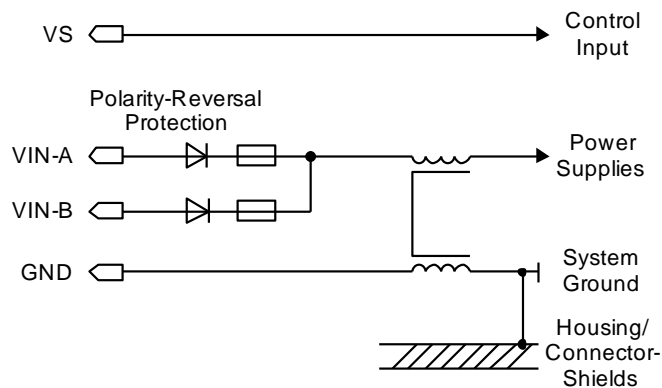 VS
Control
Input
Polarity-Reversal
Protection
VIN-A
Power
Supplies
VIN-B
GND
System
Ground
Housing/
Connector-
Shields